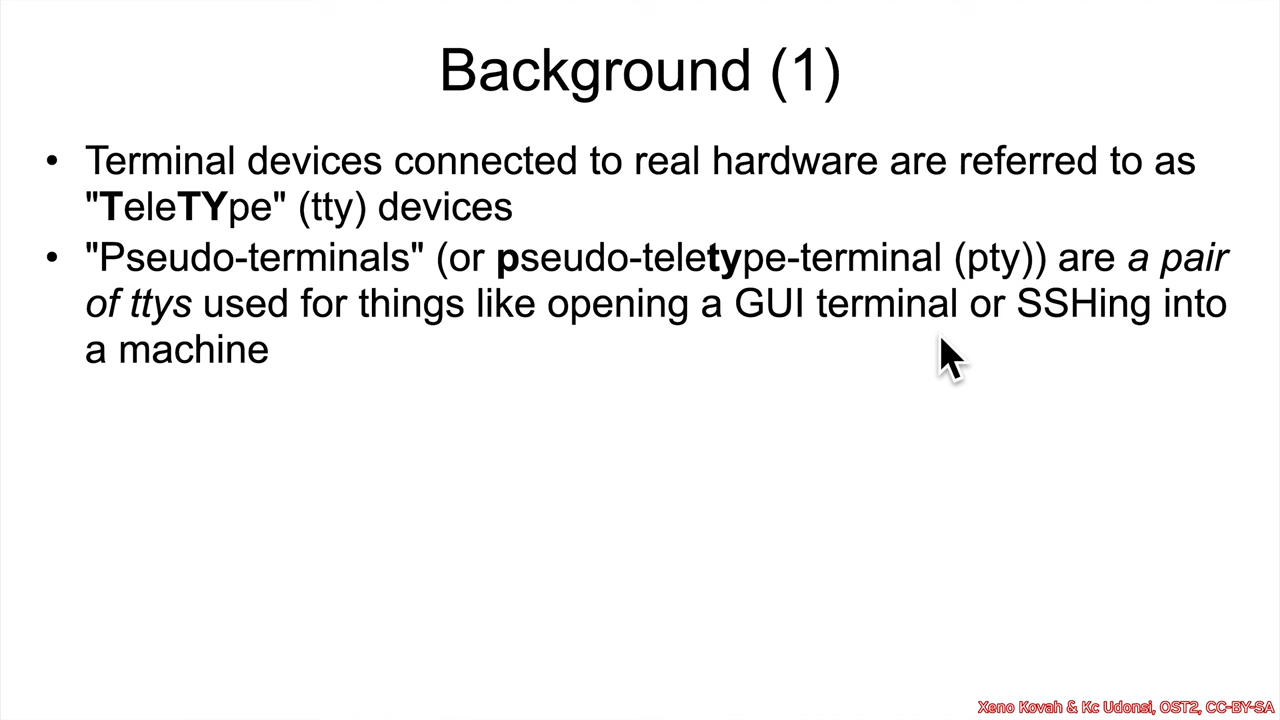 Background (1)
• Terminal devices connected to real hardware are referred to as
"TeleTYpe" (tty) devices
• "Pseudo-terminals" (or pseudo-teletype-terminal (pty)) are a pair
of ttys used for things like opening a GUI terminal or SSHing into
a machine
Xeno Kovah & Kc Udonsi, OST2, CC-BY-SA